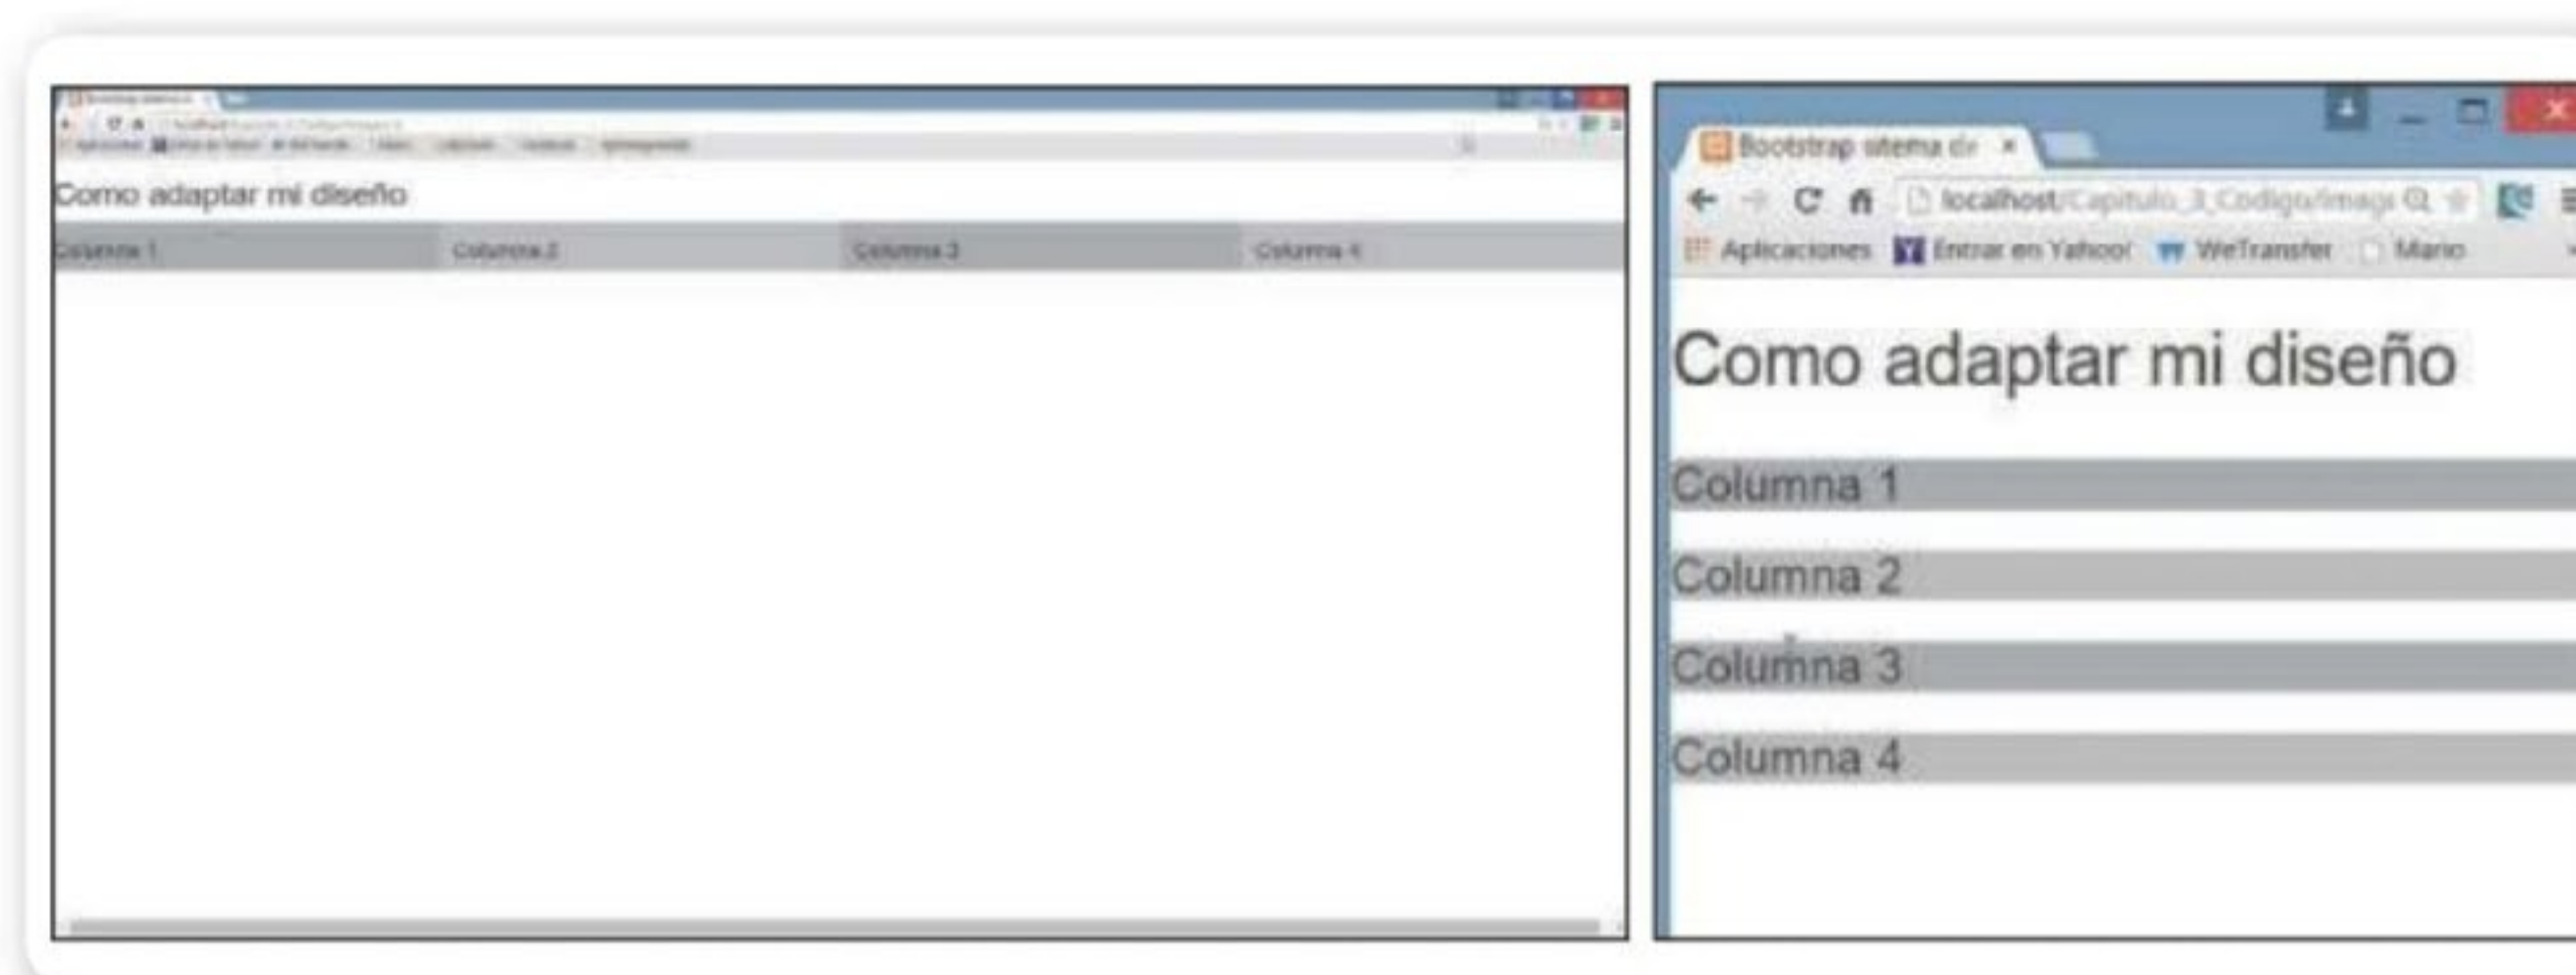 Como adaptar mi diseño
Columna 1 Columna 2 Columna 3 Columna 4
Bootstrap sitema de
localhost/Capitulo_3_Codigo/Image
Aplicaciones Entrar en Yahoo! WeTransfer Mario
Como adaptar mi diseño
Columna 1
Columna 2
Columna 3
Columna 4